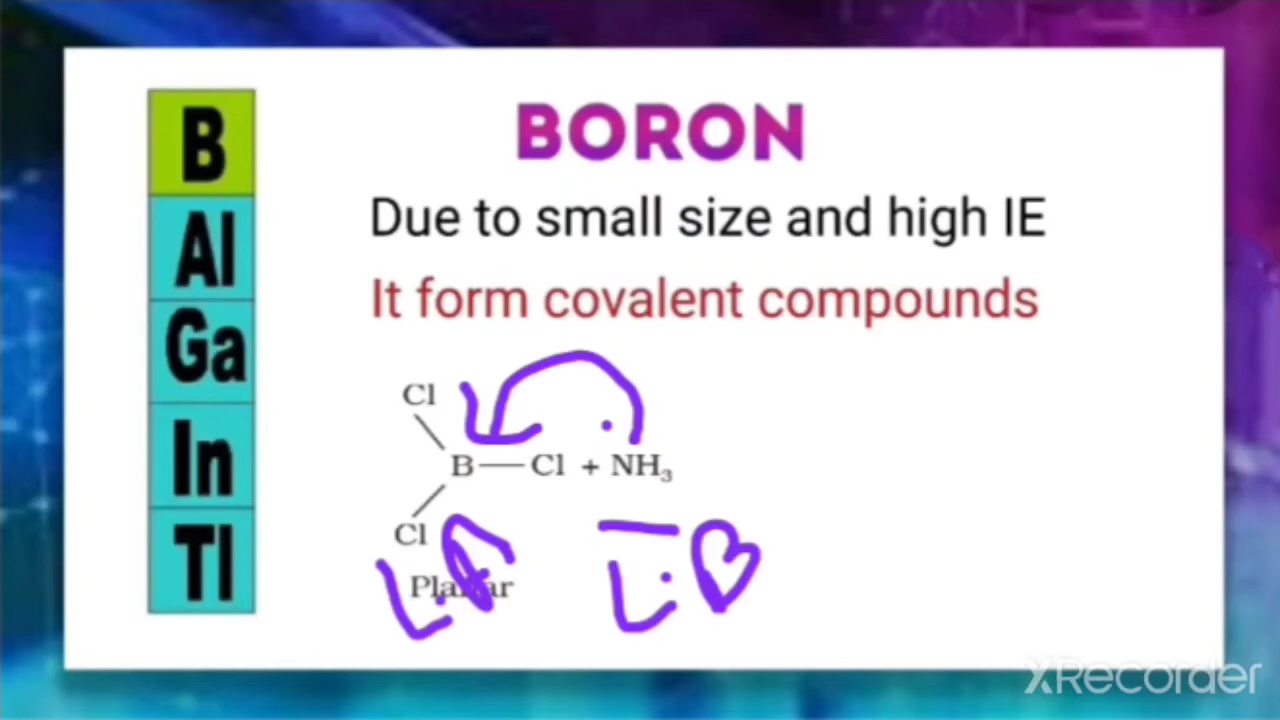 B
Al
Ga
In
Tl
BORON
Due to small size and high IE
It form covalent compounds
Cl
B — Cl + NH₃
Cl
Planar
L.A
L.B
XRecorder